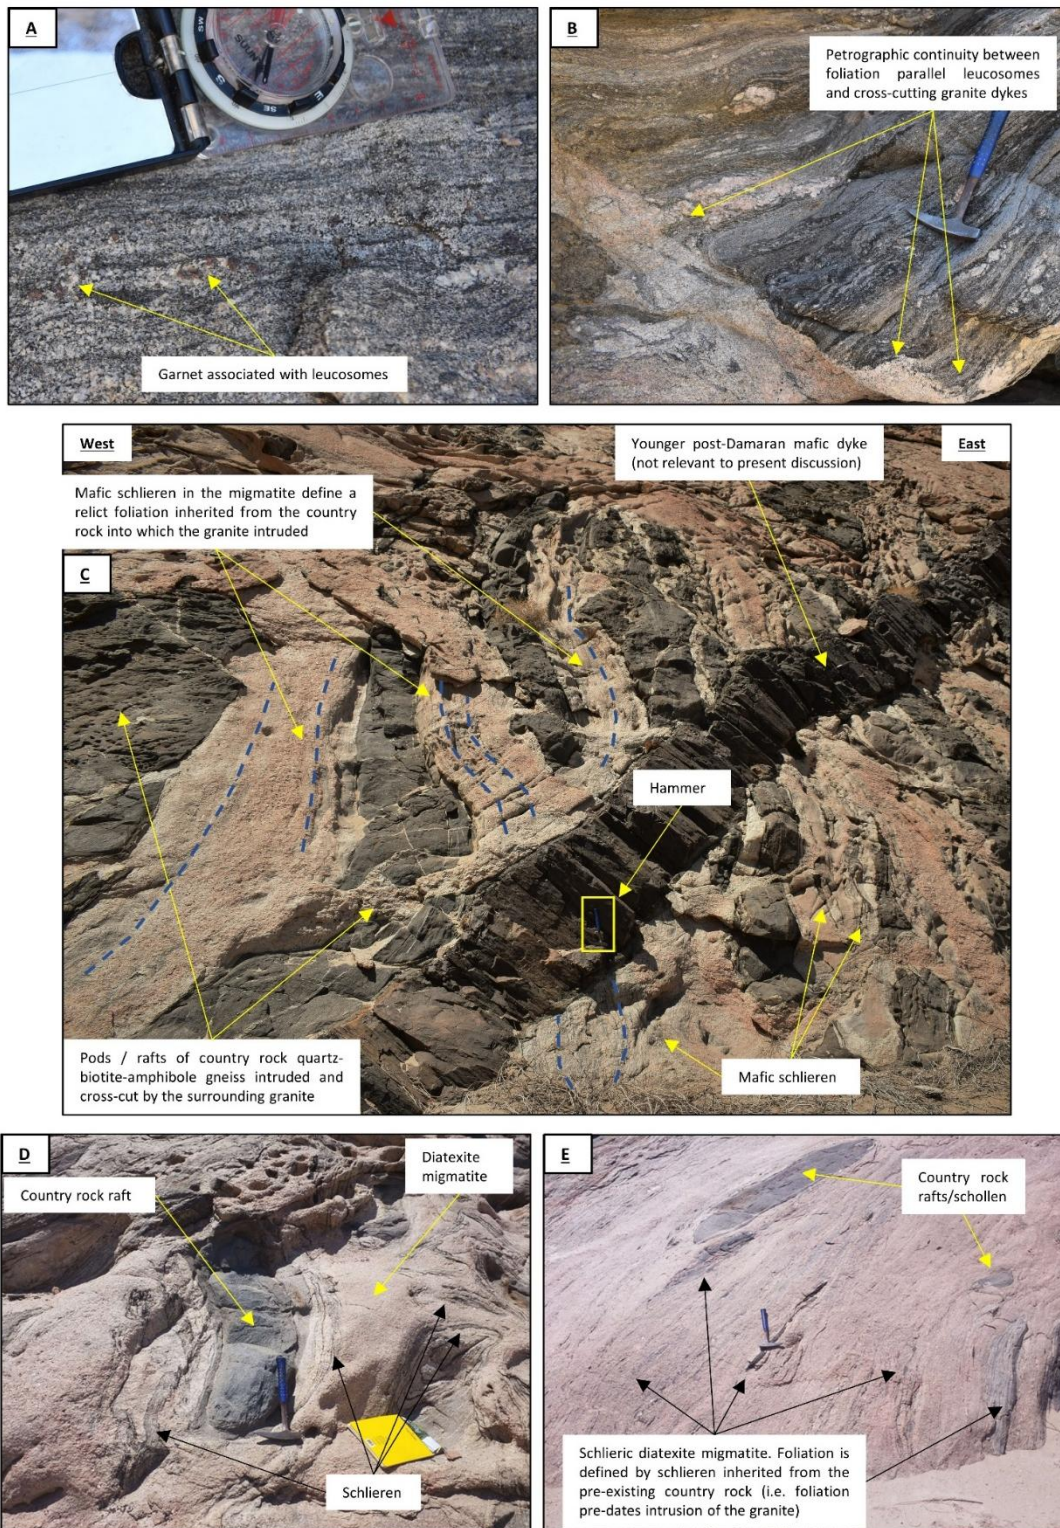 A
SW
S
SE
E
SUUNTO
Garnet associated with leucosomes
B
Petrographic continuity between
foliation parallel leucosomes
and cross-cutting granite dykes
West
Younger post-Damaran mafic dyke
(not relevant to present discussion)
East
Mafic schlieren in the migmatite define a
relict foliation inherited from the country
rock into which the granite intruded
C
Hammer
Pods / rafts of country rock quartz-
biotite-amphibole gneiss intruded and
cross-cut by the surrounding granite
Mafic schlieren
D
Country rock raft
Diatexite
migmatite
Schlieren
E
Country rock
rafts/schollen
Schlieric diatexite migmatite. Foliation is
defined by schlieren inherited from the
pre-existing country rock (i.e. foliation
pre-dates intrusion of the granite)